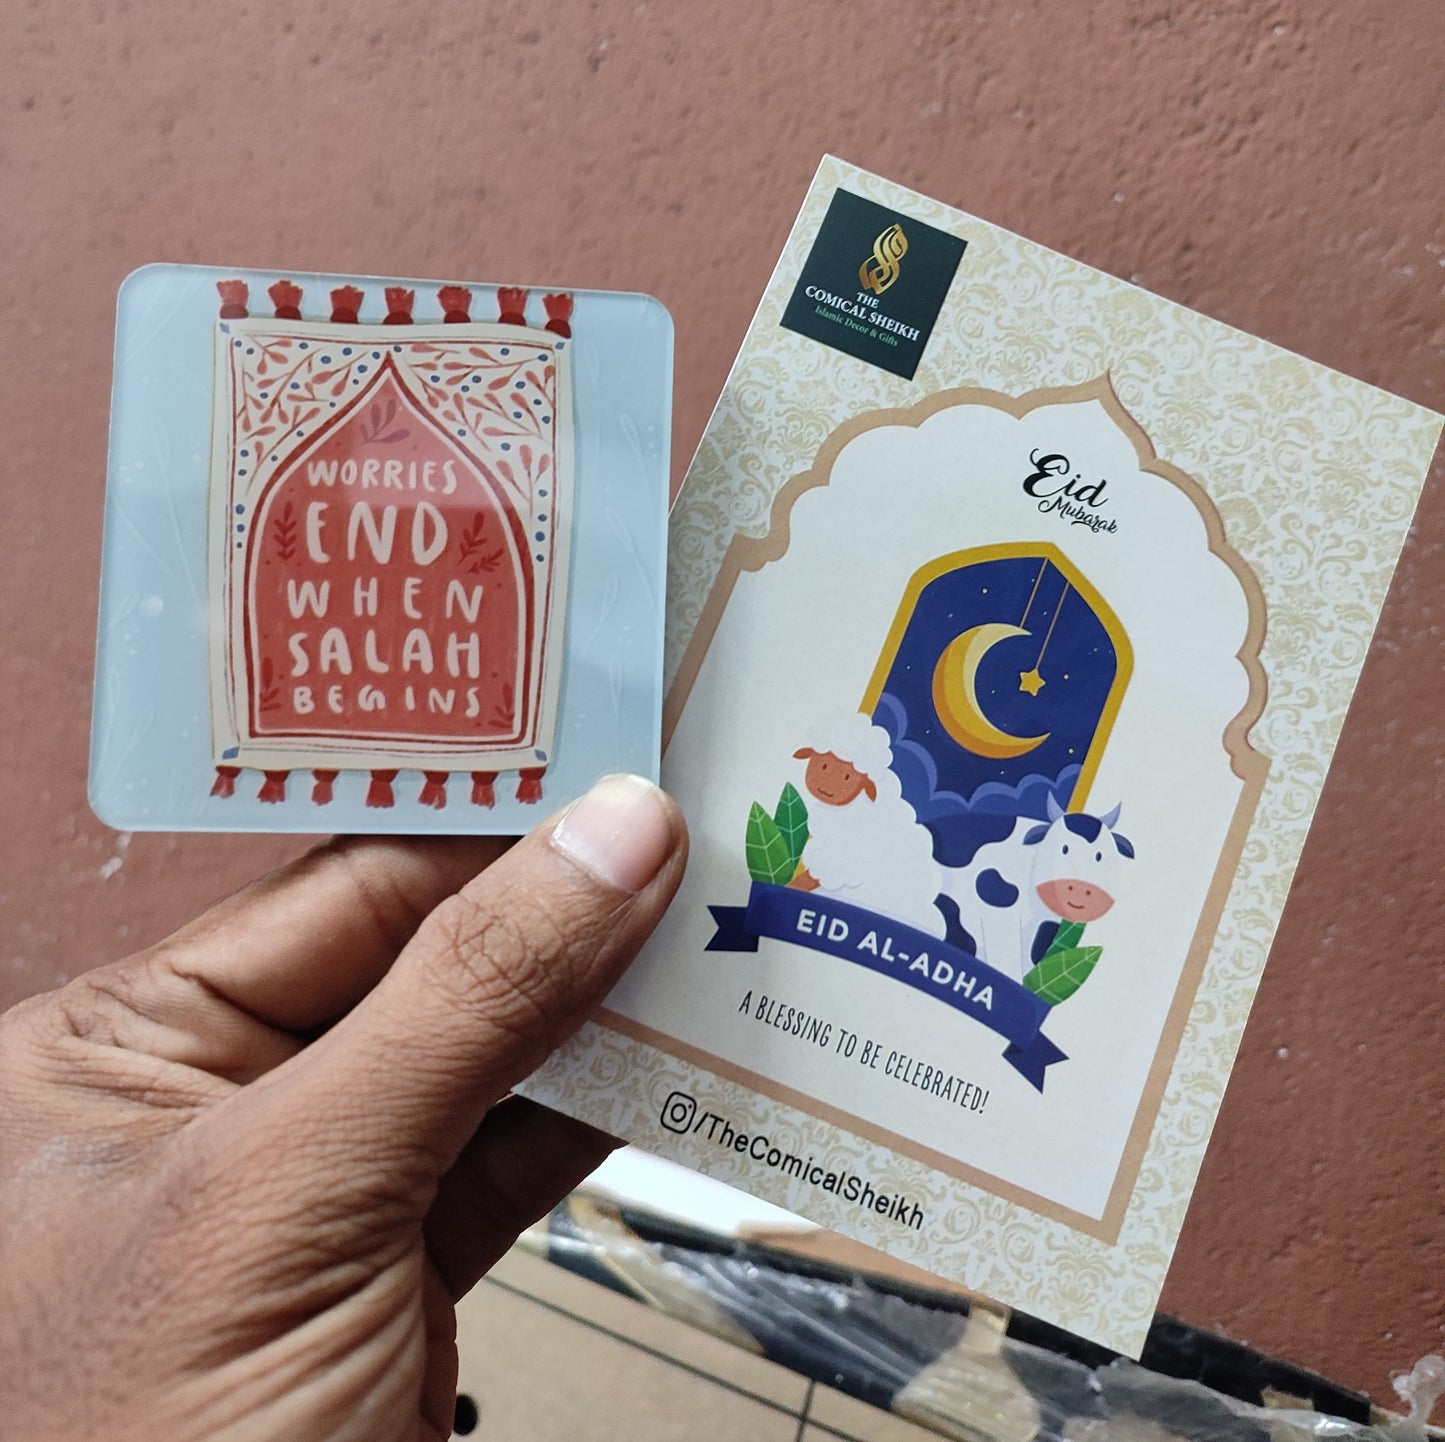 WORRIES
END
WHEN
SALAH
BEGINS
THE
COMICAL SHEIKH
Islamic Decor & Gifts
Eid
Mubarak
EID AL-ADHA
A BLESSING TO BE CELEBRATED!
/TheComicalSheikh